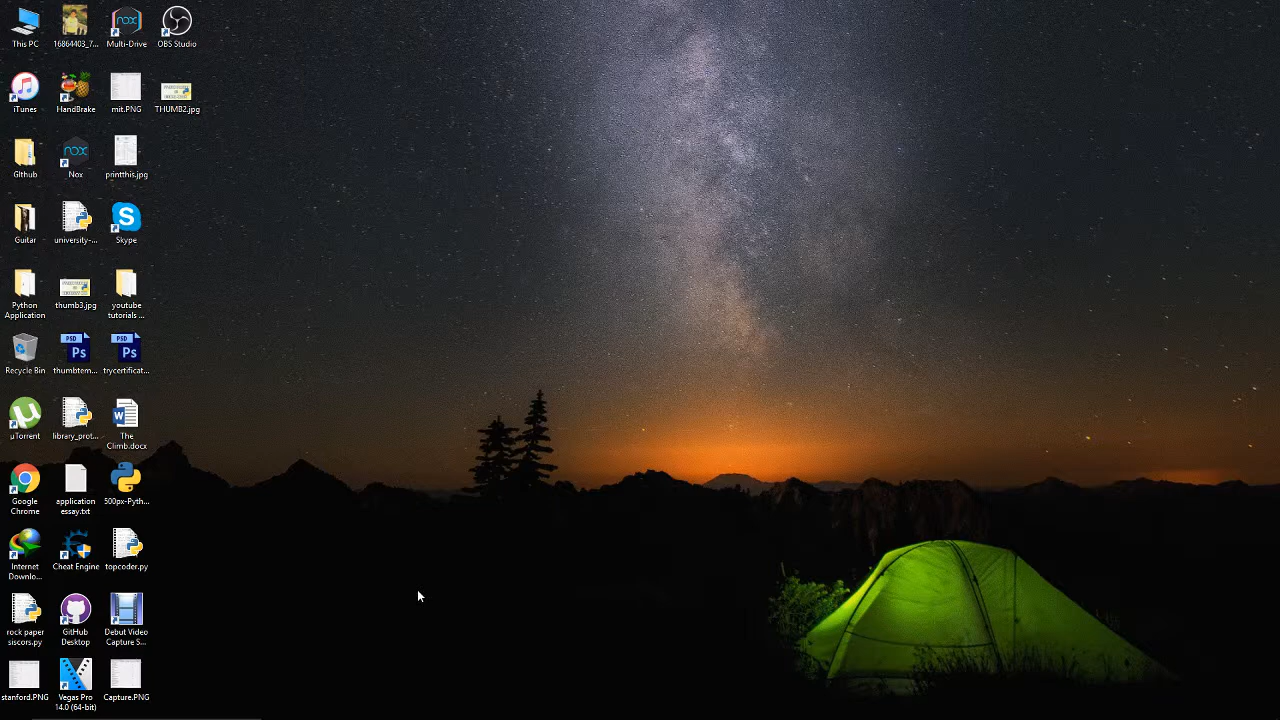 This PC
16864403_7...
Multi-Drive
OBS Studio
iTunes
HandBrake
mit.PNG
THUMB2.jpg
GIthub
Nox
printthis.jpg
Guitar
university-...
Skype
Python
Application
thumb3.jpg
youtube
tutorials ...
Recycle Bin
thumbtem...
trycertificat...
µTorrent
library_prot...
The
Climb.docx
Google
Chrome
application
essay.txt
500px-Pyth...
Internet
Downlo...
Cheat Engine
topcoder.py
rock paper
siscors.py
GitHub
Desktop
Debut Video
Capture S...
stanford.PNG
Vegas Pro
14.0 (64-bit)
Capture.PNG